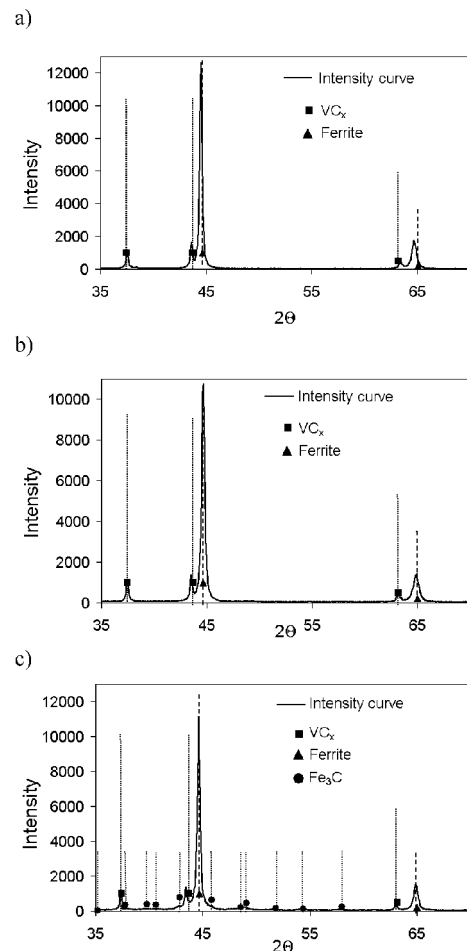 a)
12000
10000
8000
6000
4000
2000
0
Intensity
Intensity curve
VCx
Ferrite
35 45 55 65
2Θ
b)
10000
8000
6000
4000
2000
0
Intensity
Intensity curve
VCx
Ferrite
35 45 55 65
2Θ
c)
12000
10000
8000
6000
4000
2000
0
Intensity
Intensity curve
VCx
Ferrite
Fe3C
35 45 55 65
2Θ